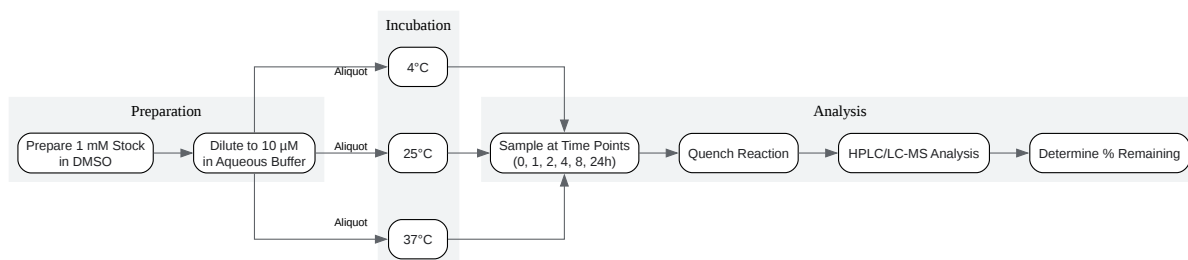 Incubation
Preparation
Prepare 1 mM Stock
in DMSO
Dilute to 10 µM
in Aqueous Buffer
Aliquot
Aliquot
Aliquot
4°C
25°C
37°C
Analysis
Sample at Time Points
(0, 1, 2, 4, 8, 24h)
Quench Reaction
HPLC/LC-MS Analysis
Determine % Remaining